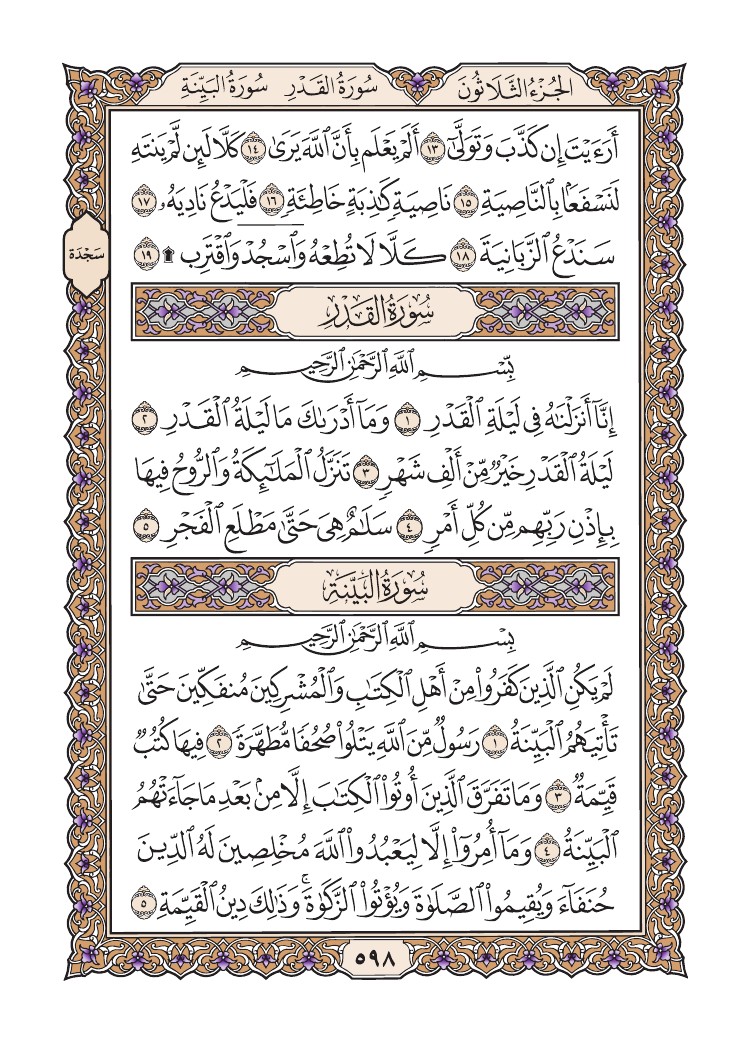 الجُزْءُ الثَّلَاثُونَ سُورَةُ القَدْرِ سُورَةُ البَيِّنَةِ
أَرَءَيْتَ إِن كَذَّبَ وَتَوَلَّىٰٓ ١٣ أَلَمْ يَعْلَم بِأَنَّ ٱللَّهَ يَرَىٰ ١٤ كَلَّا لَئِن لَّمْ يَنتَهِ
لَنَسْفَعًۢا بِٱلنَّاصِيَةِ ١٥ نَاصِيَةٍ كَٰذِبَةٍ خَاطِئَةٍ ١٦ فَلْيَدْعُ نَادِيَهُۥ ١٧
سَنَدْعُ ٱلزَّبَانِيَةَ ١٨ كَلَّا لَا تُطِعْهُ وَٱسْجُدْ وَٱقْتَرِب ۩ ١٩
سَجْدَة
سُورَةُ القَدْرِ
بِسْمِ ٱللَّهِ ٱلرَّحْمَٰنِ ٱلرَّحِيمِ
إِنَّآ أَنزَلْنَٰهُ فِى لَيْلَةِ ٱلْقَدْرِ ١ وَمَآ أَدْرَىٰكَ مَا لَيْلَةُ ٱلْقَدْرِ ٢
لَيْلَةُ ٱلْقَدْرِ خَيْرٌ مِّنْ أَلْفِ شَهْرٍ ٣ تَنَزَّلُ ٱلْمَلَٰٓئِكَةُ وَٱلرُّوحُ فِيهَا
بِإِذْنِ رَبِّهِم مِّن كُلِّ أَمْرٍ ٤ سَلَٰمٌ هِىَ حَتَّىٰ مَطْلَعِ ٱلْفَجْرِ ٥
سُورَةُ البَيِّنَةِ
بِسْمِ ٱللَّهِ ٱلرَّحْمَٰنِ ٱلرَّحِيمِ
لَمْ يَكُنِ ٱلَّذِينَ كَفَرُوا۟ مِنْ أَهْلِ ٱلْكِتَٰبِ وَٱلْمُشْرِكِينَ مُنفَكِّينَ حَتَّىٰ
تَأْتِيَهُمُ ٱلْبَيِّنَةُ ١ رَسُولٌ مِّنَ ٱللَّهِ يَتْلُوا۟ صُحُفًا مُّطَهَّرَةً ٢ فِيهَا كُتُبٌ
قَيِّمَةٌ ٣ وَمَا تَفَرَّقَ ٱلَّذِينَ أُوتُوا۟ ٱلْكِتَٰبَ إِلَّا مِنۢ بَعْدِ مَا جَآءَتْهُمُ
ٱلْبَيِّنَةُ ٤ وَمَآ أُمِرُوٓا۟ إِلَّا لِيَعْبُدُوا۟ ٱللَّهَ مُخْلِصِينَ لَهُ ٱلدِّينَ
حُنَفَآءَ وَيُقِيمُوا۟ ٱلصَّلَوٰةَ وَيُؤْتُوا۟ ٱلزَّكَوٰةَ ۚ وَذَٰلِكَ دِينُ ٱلْقَيِّمَةِ ٥
٥٩٨